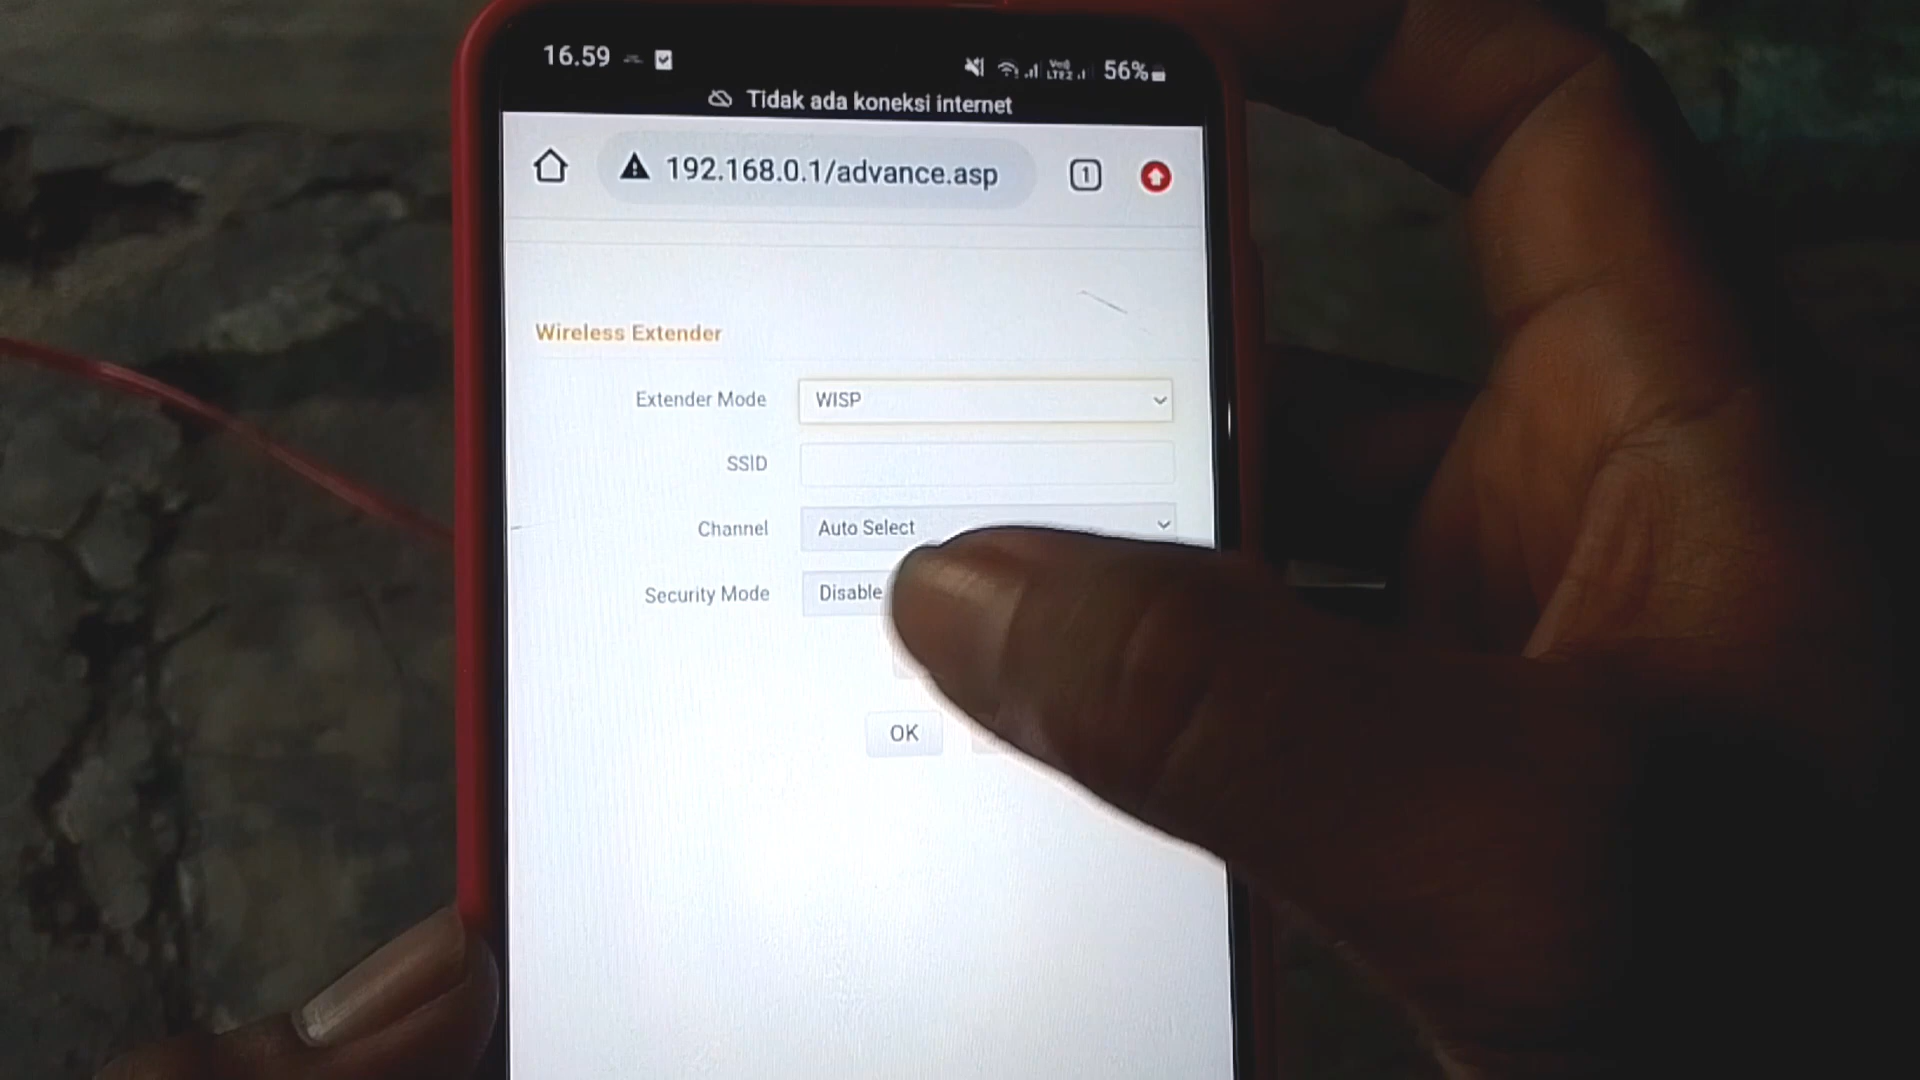 16.59
56%
Tidak ada koneksi internet
192.168.0.1/advance.asp
1
Wireless Extender
Extender Mode WISP
SSID
Channel Auto Select
Security Mode Disable
OK